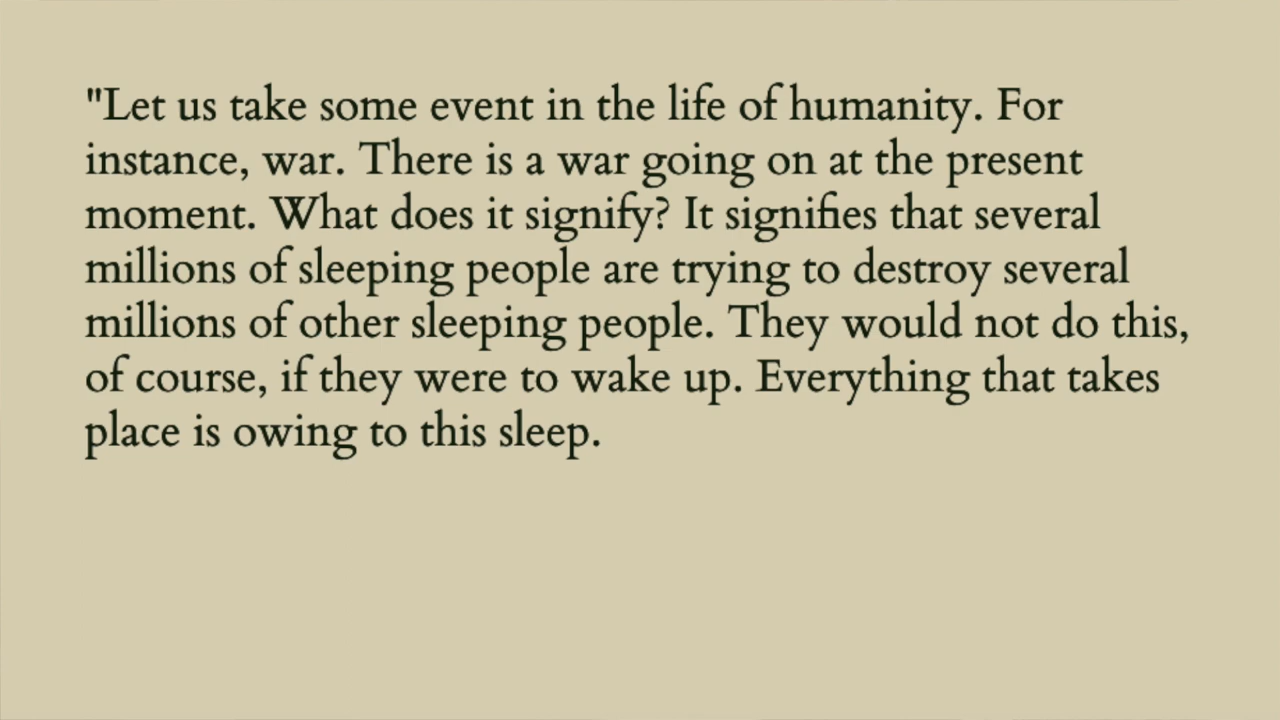 "Let us take some event in the life of humanity. For
instance, war. There is a war going on at the present
moment. What does it signify? It signifies that several
millions of sleeping people are trying to destroy several
millions of other sleeping people. They would not do this,
of course, if they were to wake up. Everything that takes
place is owing to this sleep.